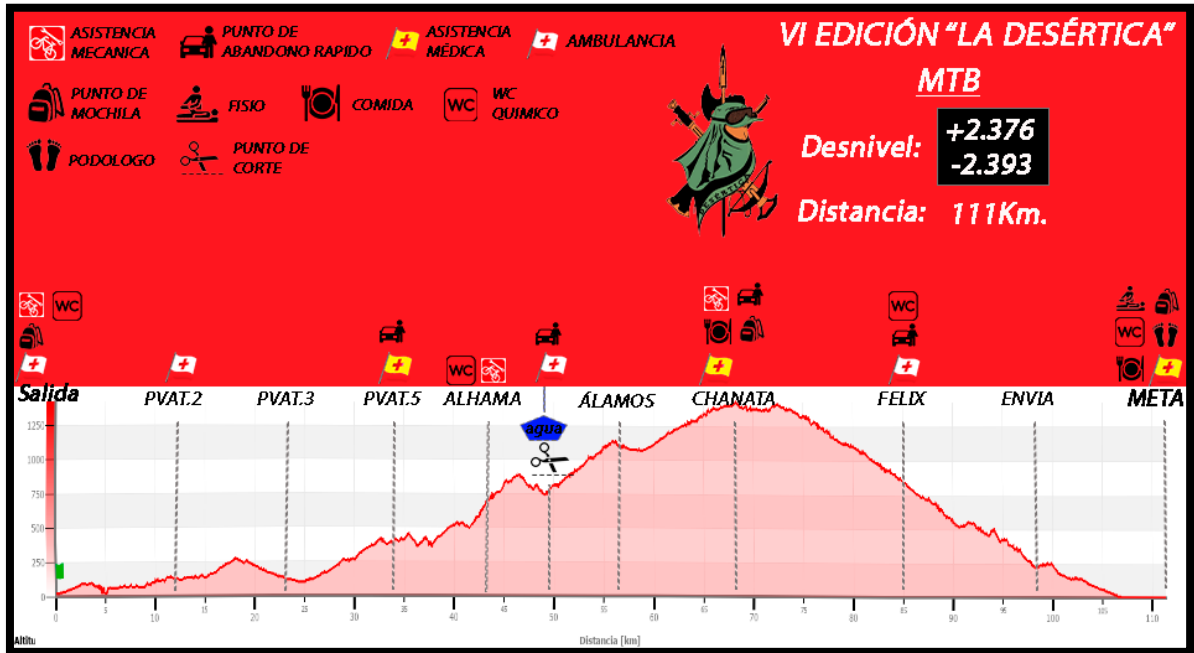 ASISTENCIA
MECANICA
PUNTO DE
ABANDONO RAPIDO
ASISTENCIA
MÉDICA
AMBULANCIA
PUNTO DE
MOCHILA
FISIO
COMIDA
WC
WC
QUIMICO
PODOLOGO
PUNTO DE
CORTE
VI EDICIÓN “LA DESÉRTICA”
MTB
Desnivel:
+2.376
-2.393
Distancia: 111Km.
DESÉRTICA
WC
WC
WC
WC
Salida
PVAT.2
PVAT.3
PVAT.5
ALHAMA
ÁLAMOS
CHANATA
FELIX
ENVIA
META
agua
1250
1000
750
500
250
0
0 5 10 15 20 25 30 35 40 45 50 55 60 65 70 75 80 85 90 95 100 105 110
Altitu
Distancia [km]